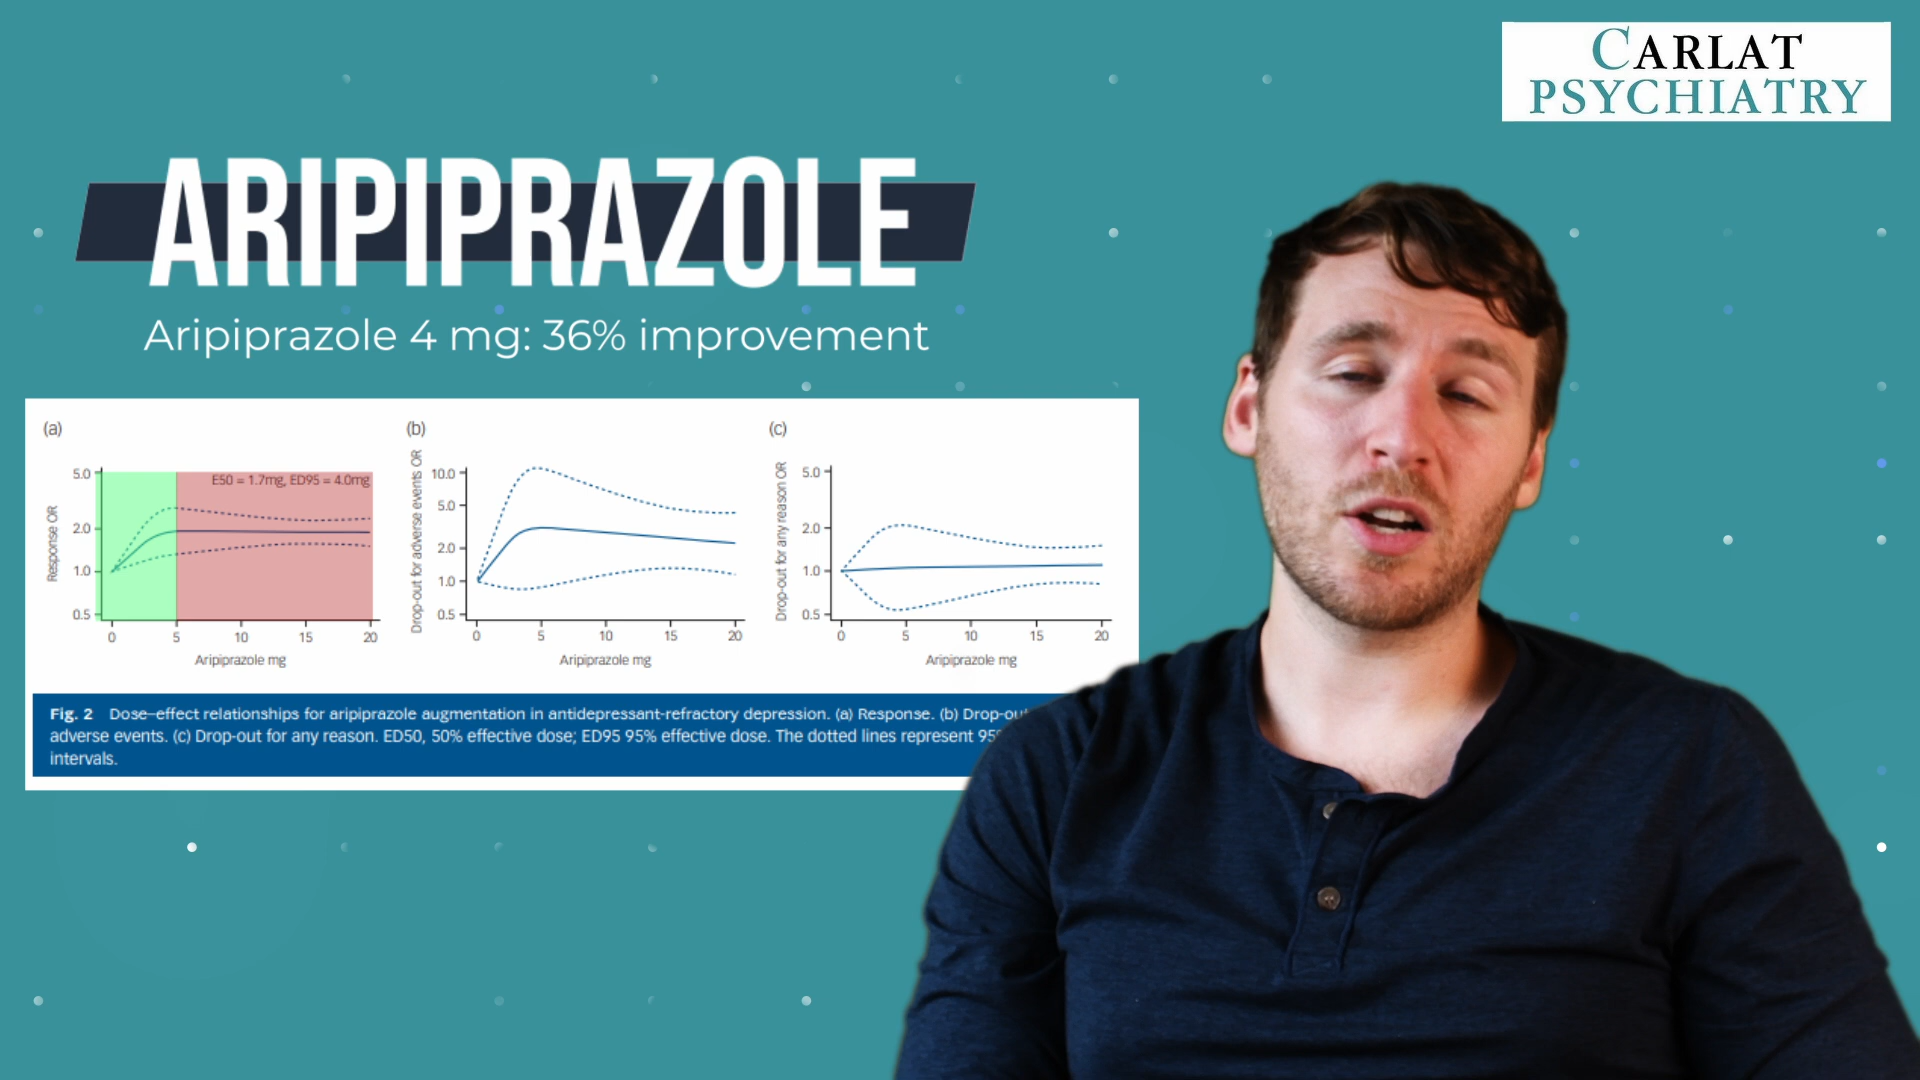 CARLAT
PSYCHIATRY
ARIPIPRAZOLE
Aripiprazole 4 mg: 36% improvement
(a)
5.0
2.0
1.0
0.5
Response OR
E50 = 1.7mg, ED95 = 4.0mg
0 5 10 15 20
Aripiprazole mg
(b)
10.0
5.0
2.0
1.0
0.5
Drop-out for adverse events OR
0 5 10 15 20
Aripiprazole mg
(c)
5.0
2.0
1.0
0.5
Drop-out for any reason OR
0 5 10 15 20
Aripiprazole mg
Fig. 2 Dose–effect relationships for aripiprazole augmentation in antidepressant-refractory depression. (a) Response. (b)
adverse events. (c) Drop-out for any reason. ED50, 50% effective dose; ED95 95% effective dose. The dotted lines represent
intervals.